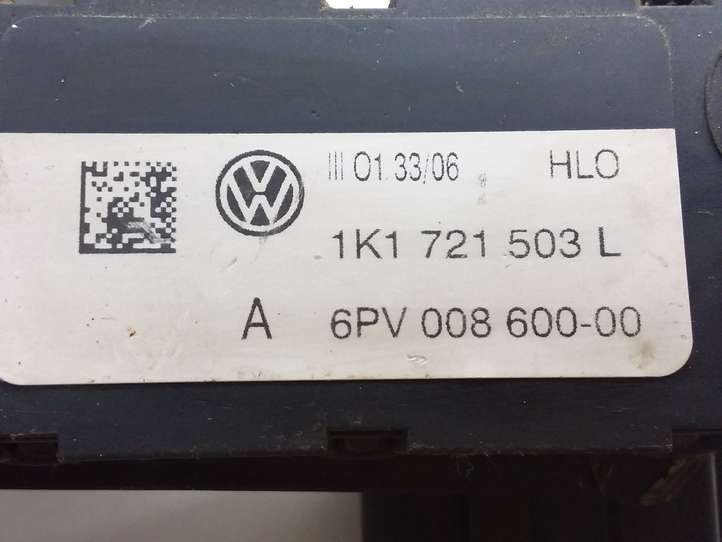 III 01.33/06 HLO
1K1 721 503 L
A 6PV 008 600-00